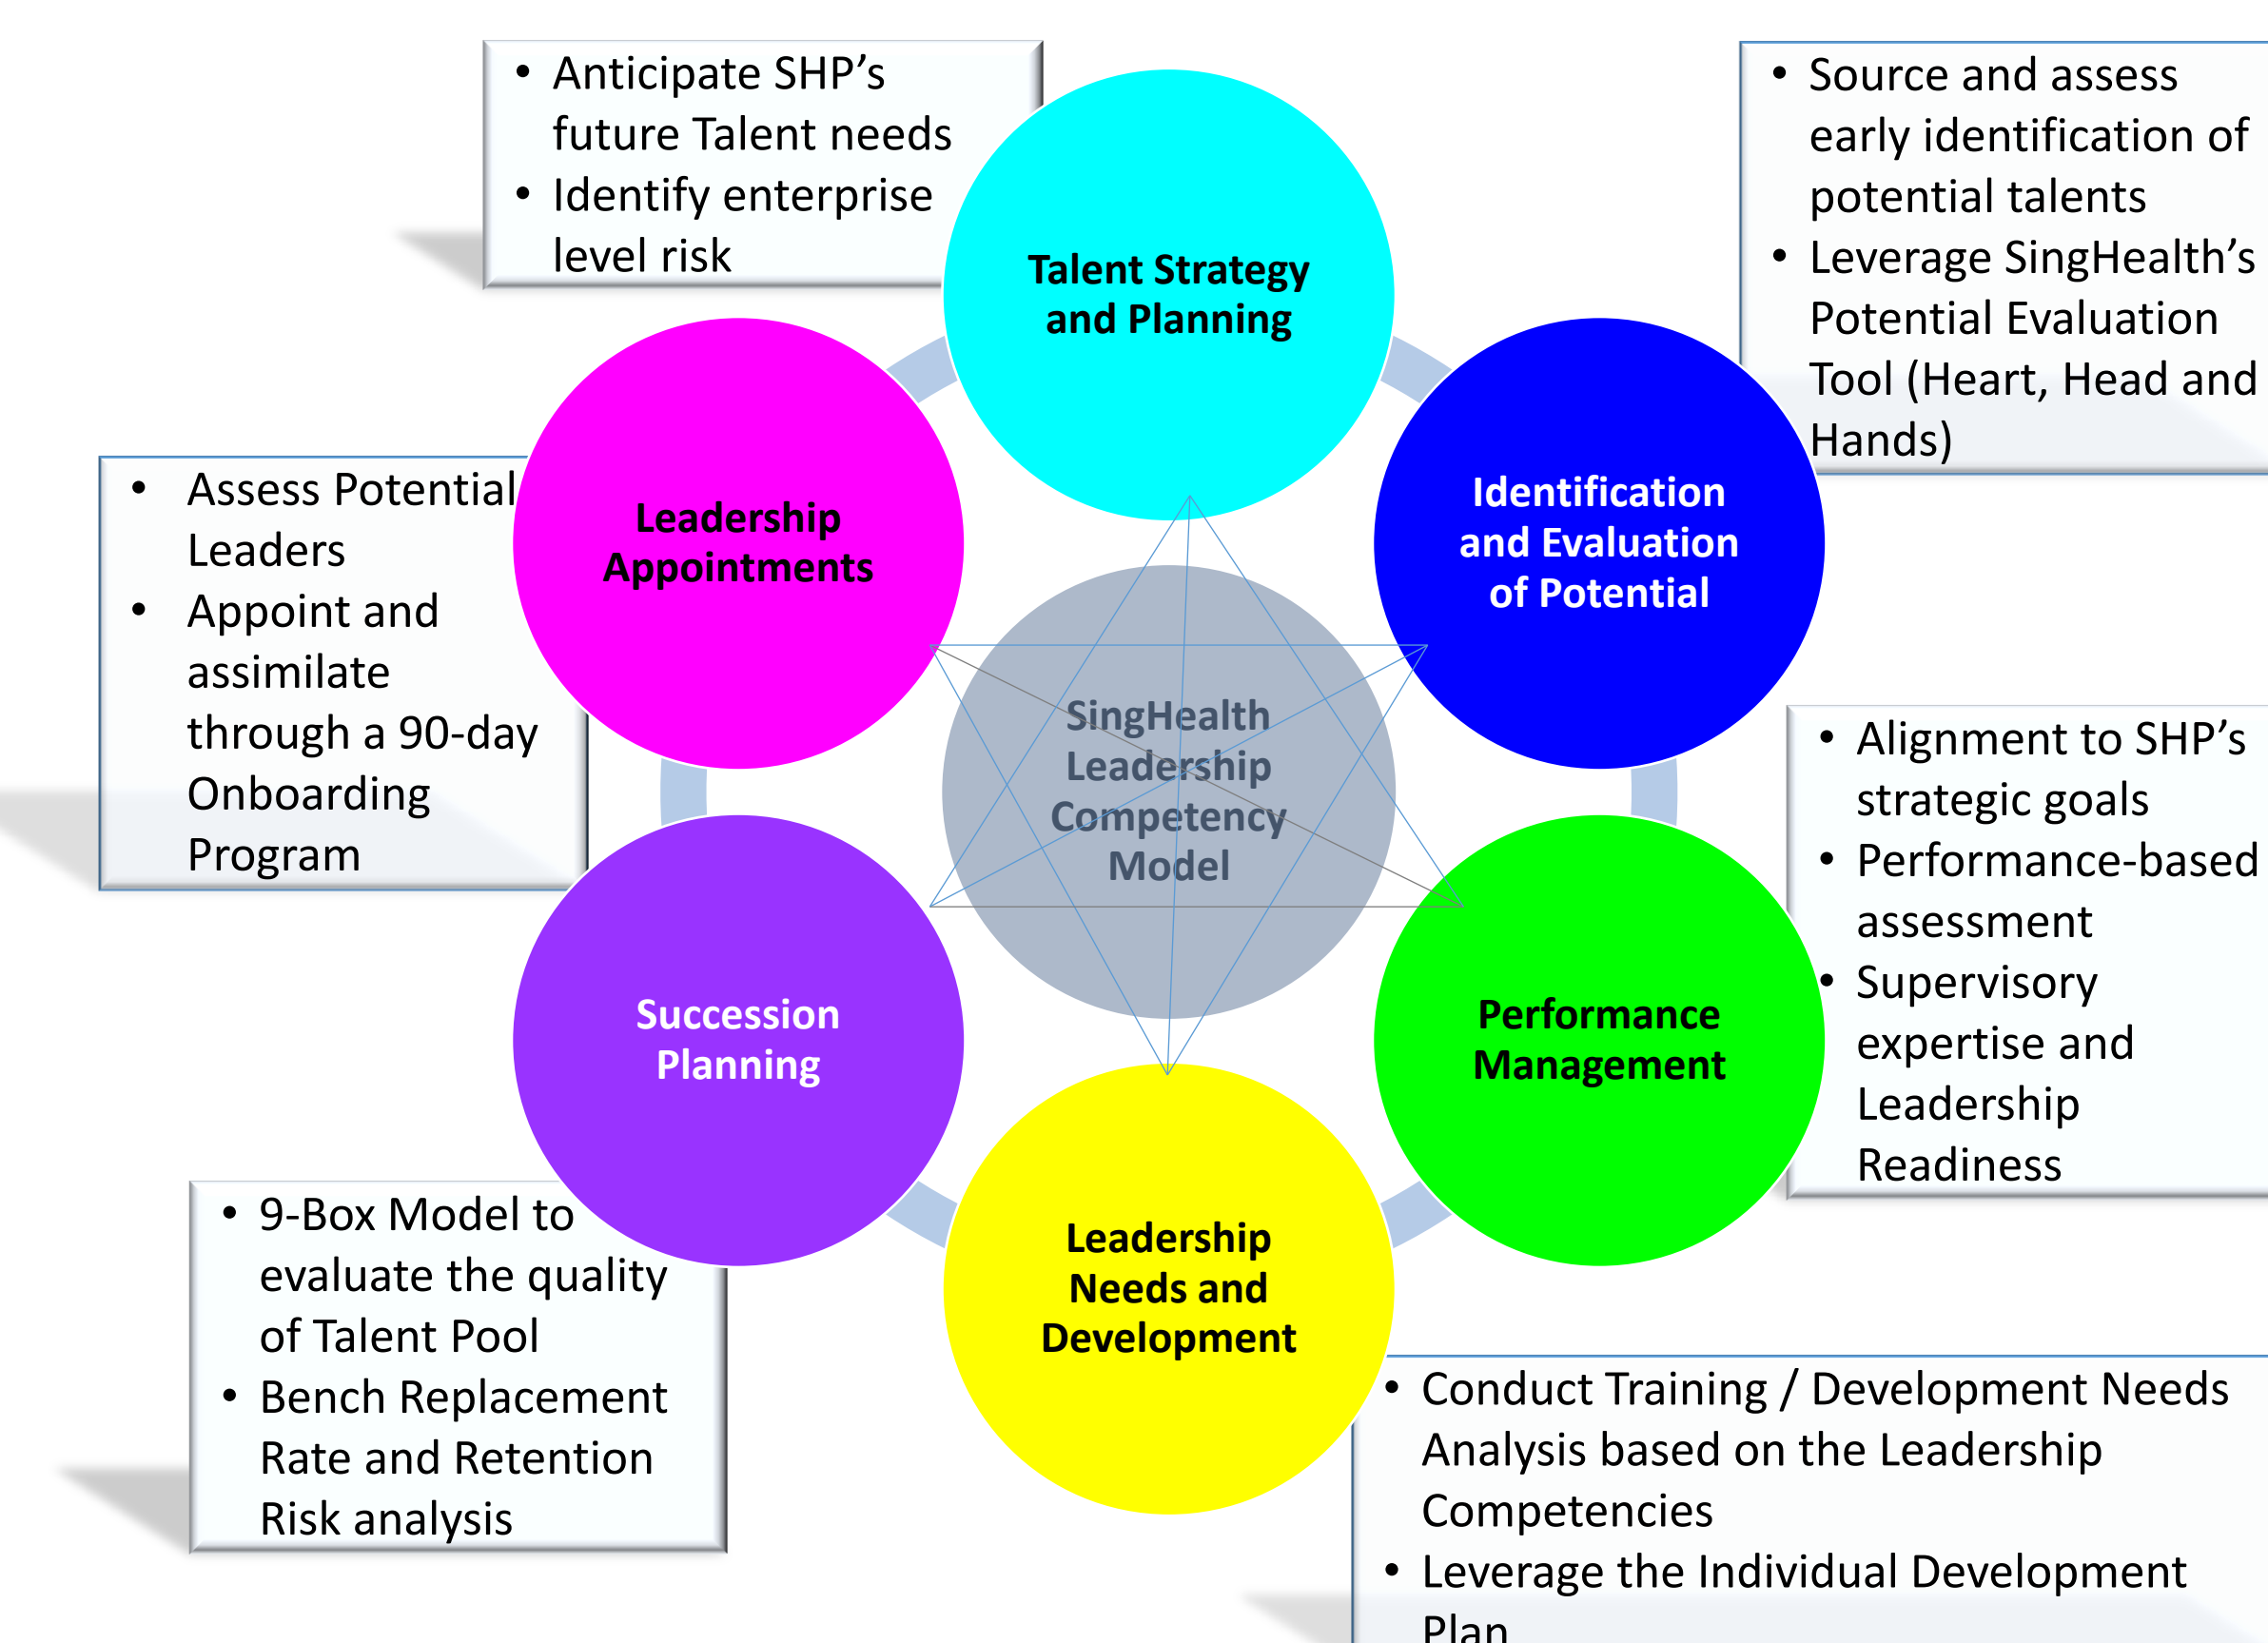 • Anticipate SHP’s
future Talent needs
• Identify enterprise
level risk
Talent Strategy
and Planning
• Source and assess
early identification of
potential talents
• Leverage SingHealth’s
Potential Evaluation
Tool (Heart, Head and
Hands)
Identification
and Evaluation
of Potential
Leadership
Appointments
• Assess Potential
Leaders
• Appoint and
assimilate
through a 90-day
Onboarding
Program
SingHealth
Leadership
Competency
Model
• Alignment to SHP’s
strategic goals
• Performance-based
assessment
• Supervisory
expertise and
Leadership
Readiness
Performance
Management
Succession
Planning
• 9-Box Model to
evaluate the quality
of Talent Pool
• Bench Replacement
Rate and Retention
Risk analysis
Leadership
Needs and
Development
• Conduct Training / Development Needs
Analysis based on the Leadership
Competencies
• Leverage the Individual Development
Plan